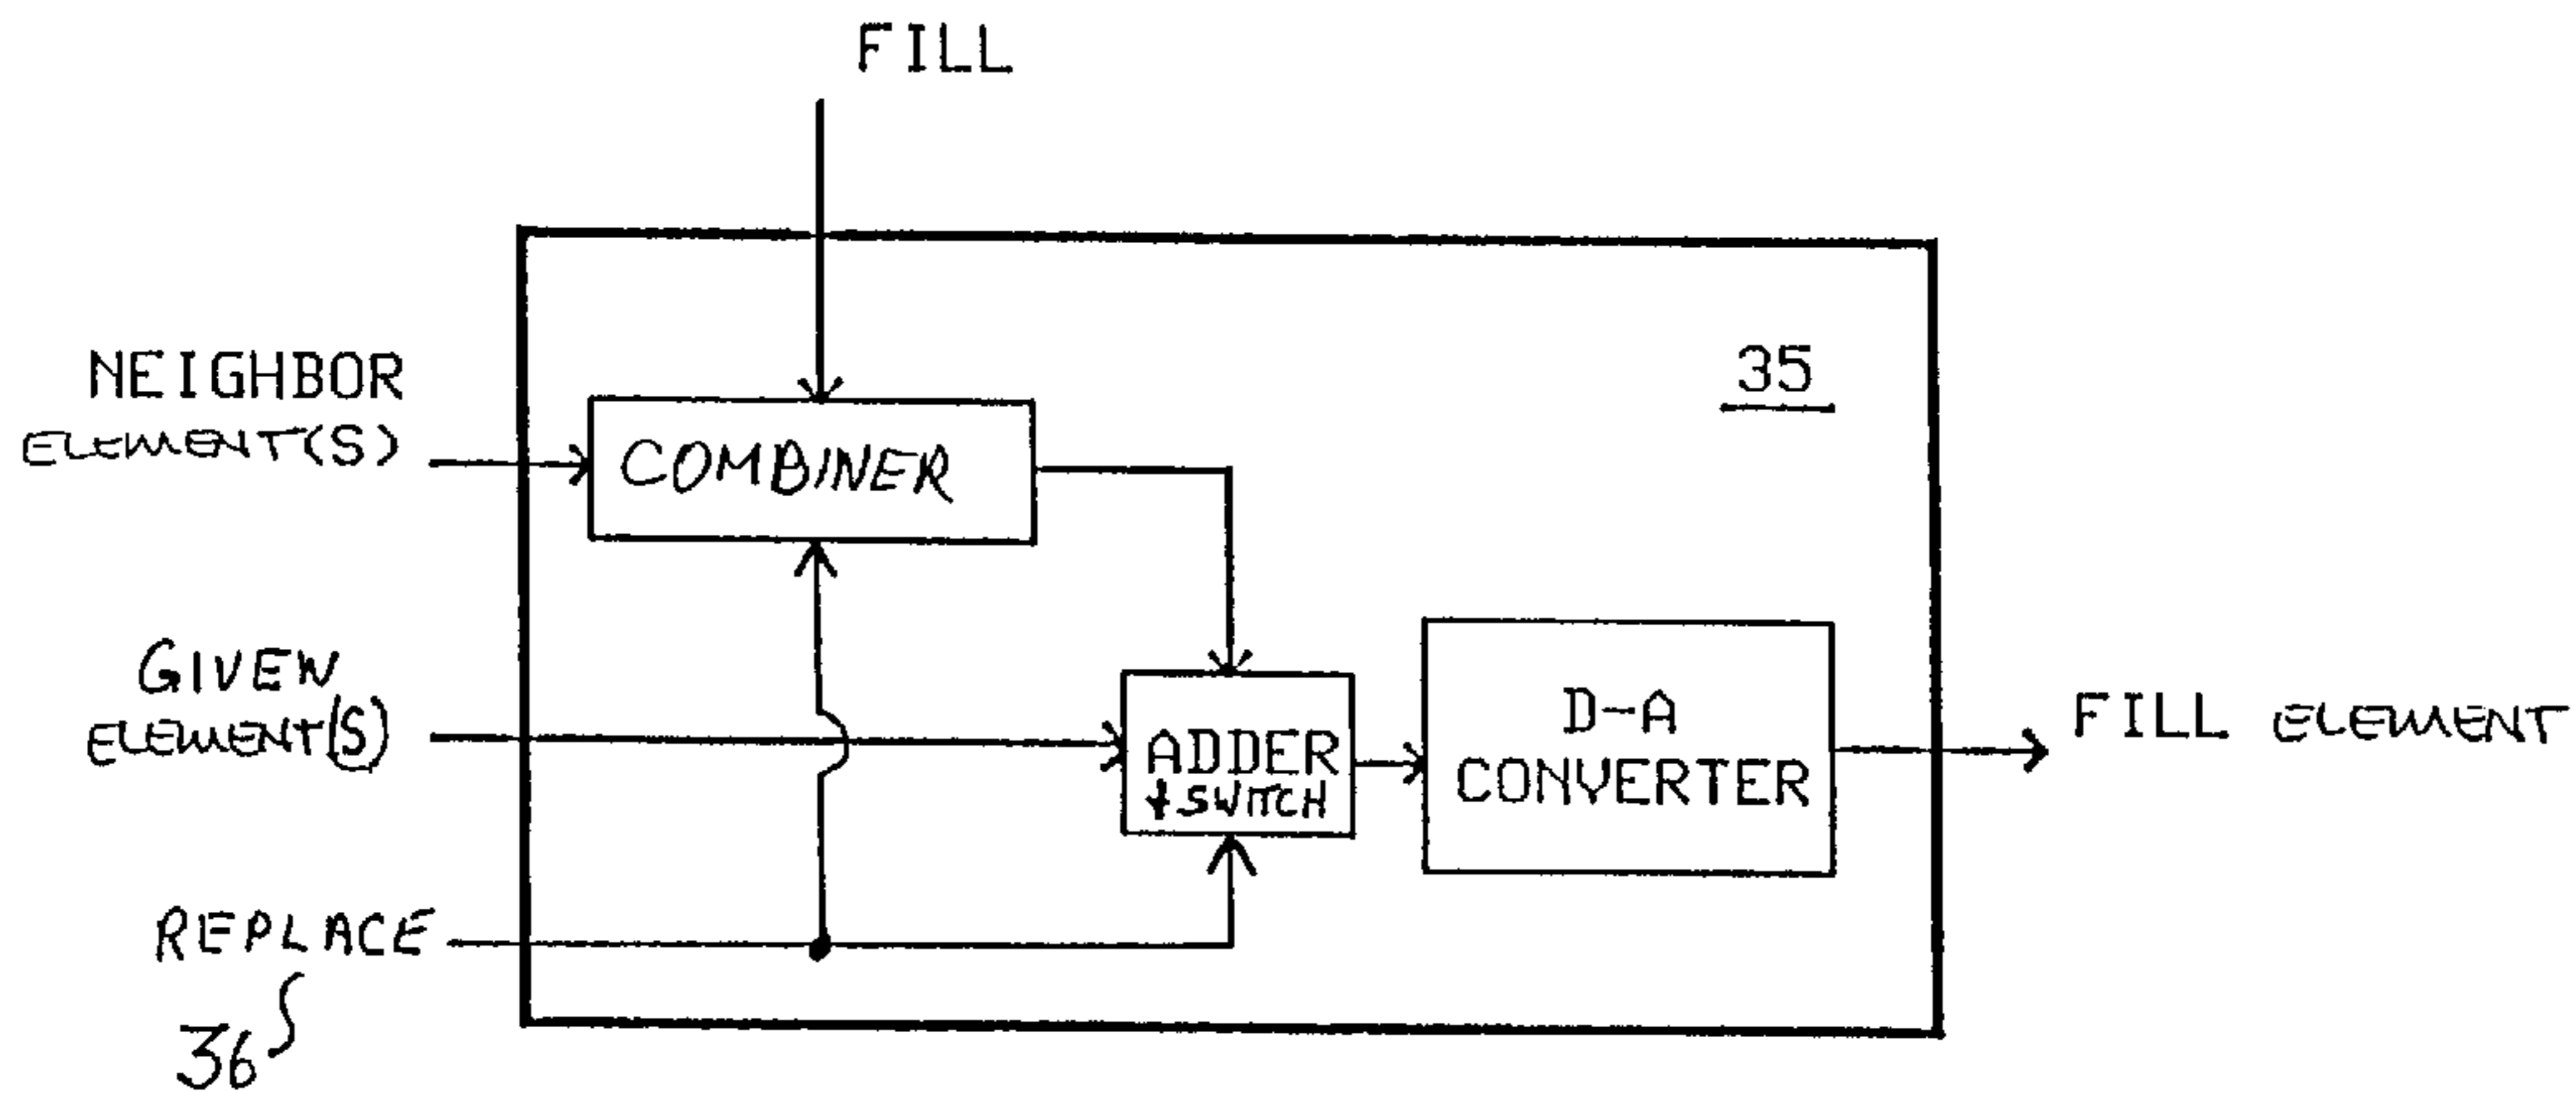 FILL
NEIGHBOR
ELEMENT(S)
35
COMBINER
GIVEN
ELEMENT(S)
ADDER
+ SWITCH
D-A
CONVERTER
FILL ELEMENT
REPLACE
36